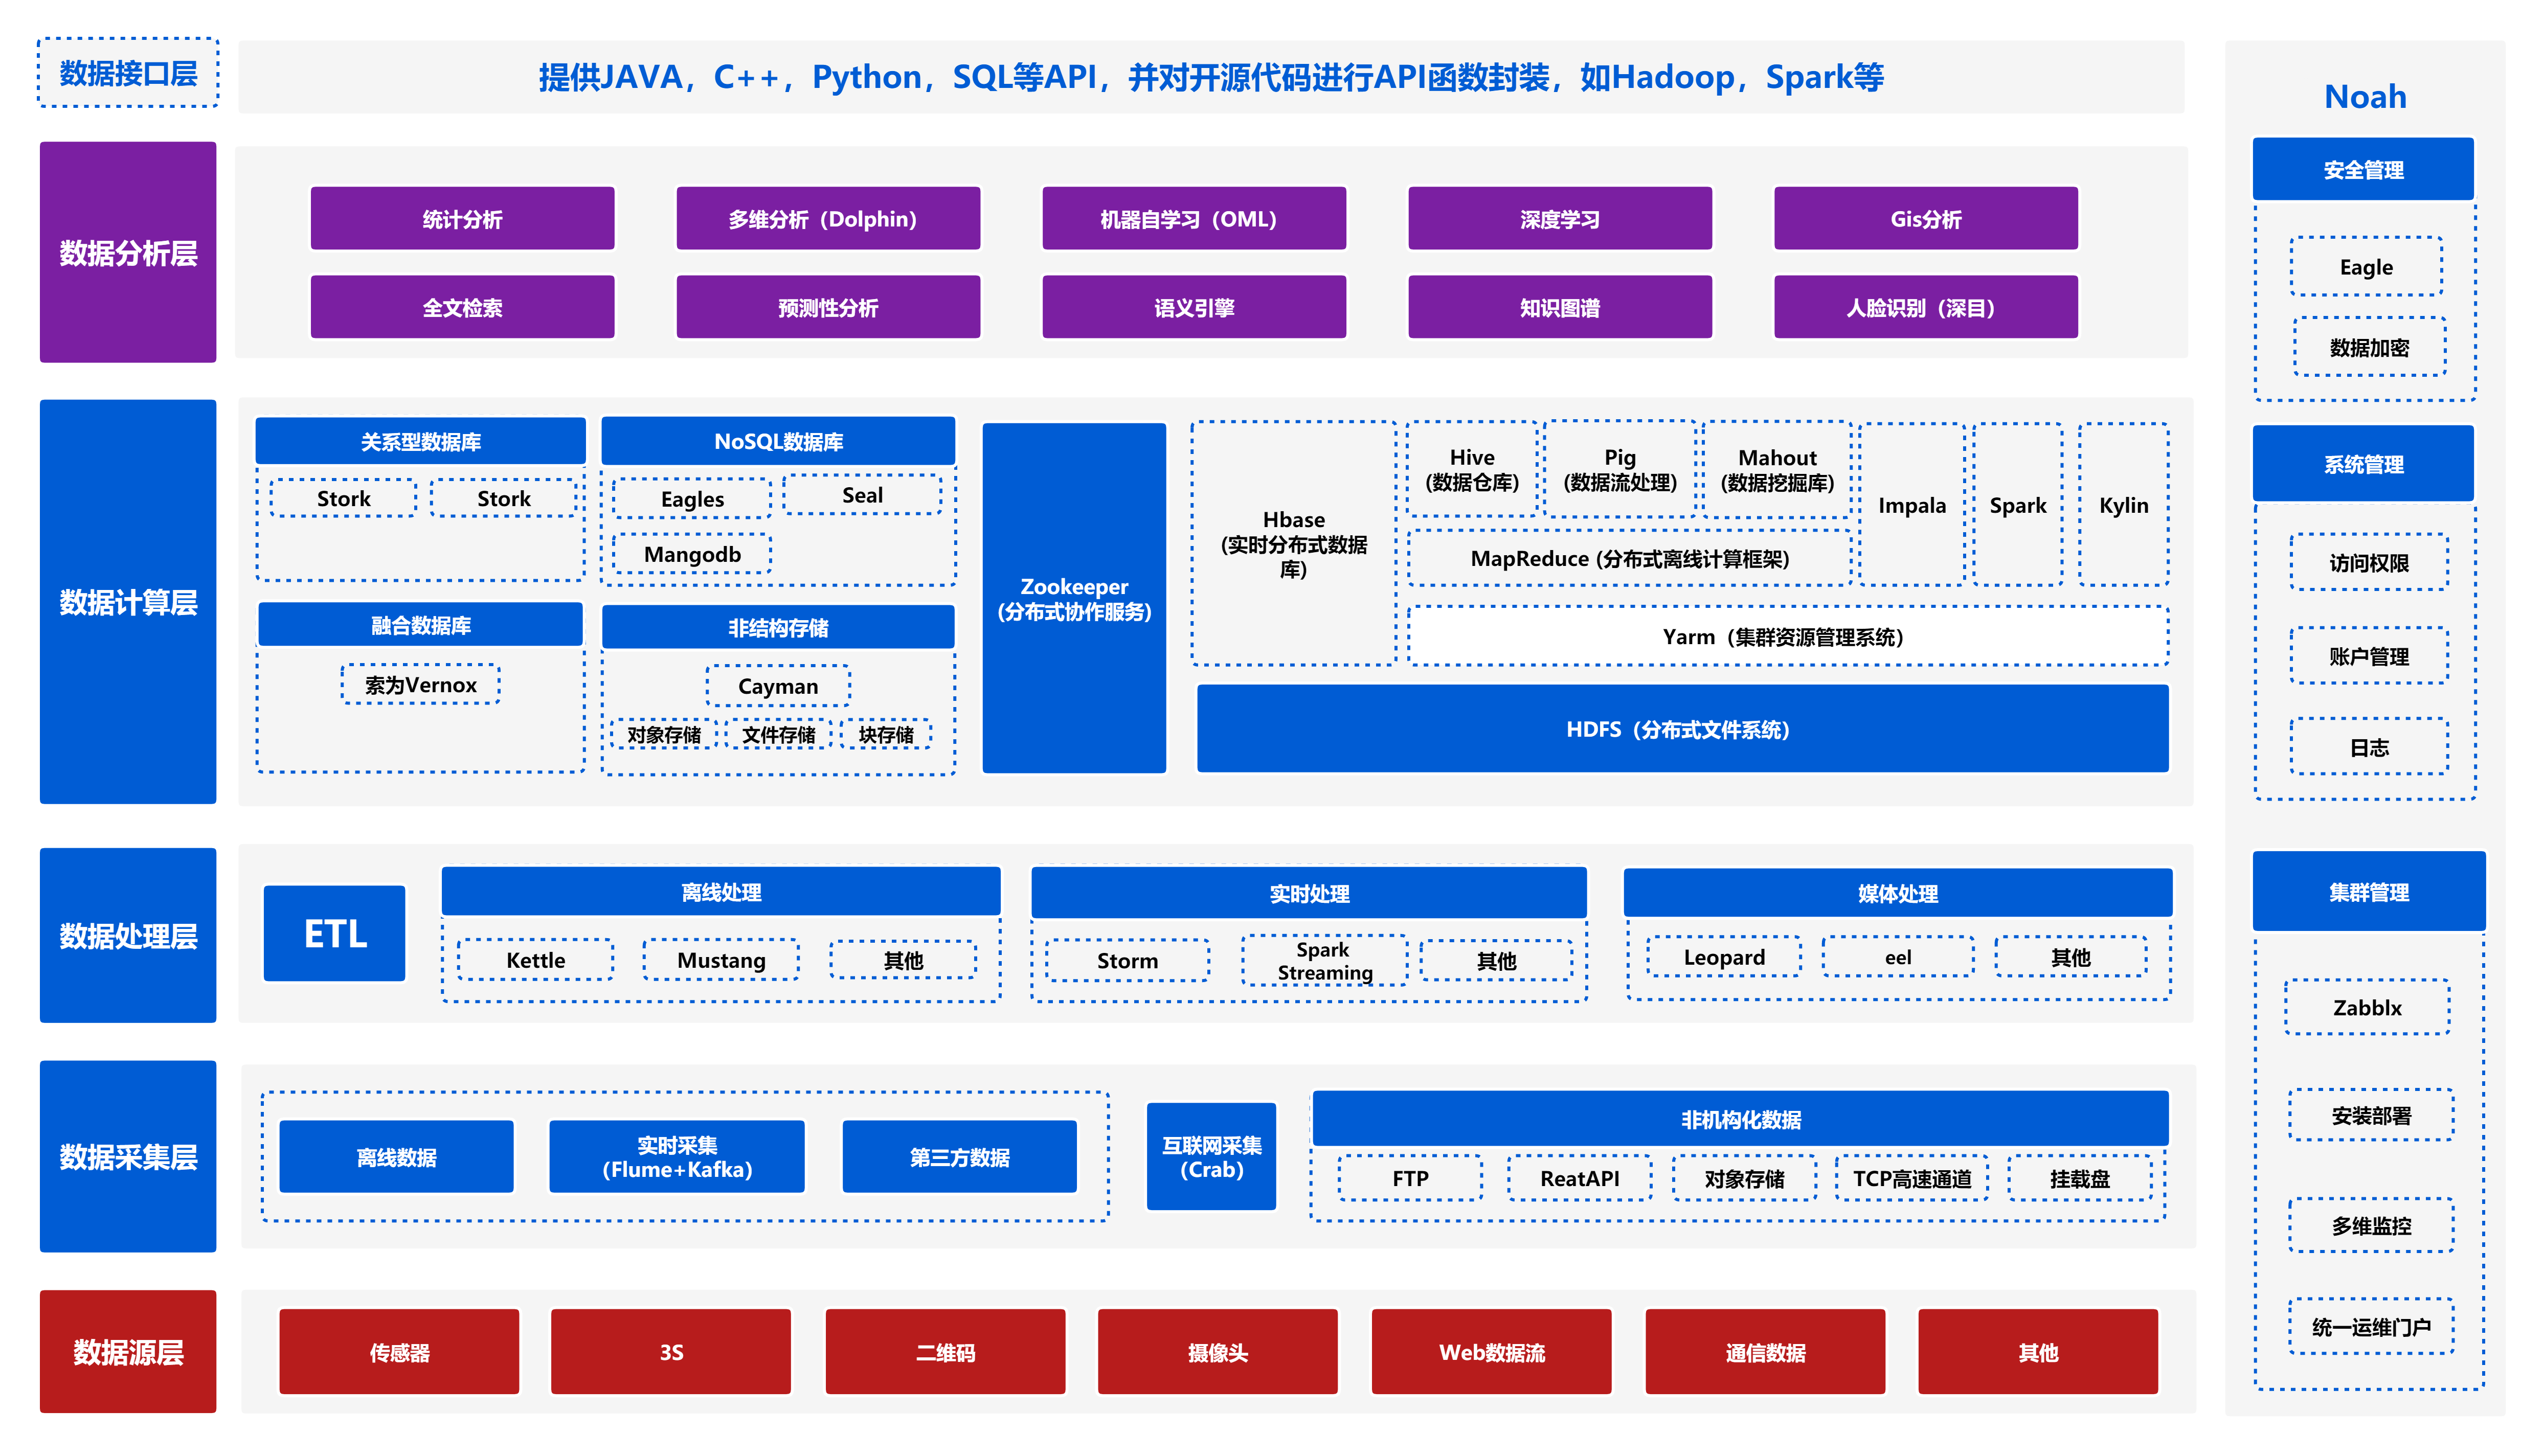 数据接口层
提供JAVA，C++，Python，SQL等API，并对开源代码进行API函数封装，如Hadoop，Spark等
数据分析层
统计分析
多维分析（Dolphin）
机器自学习（OML）
深度学习
Gis分析
全文检索
预测性分析
语义引擎
知识图谱
人脸识别（深目）
数据计算层
关系型数据库
Stork
Stork
NoSQL数据库
Eagles
Seal
Mangodb
融合数据库
索为Vernox
非结构存储
Cayman
对象存储
文件存储
块存储
Zookeeper
(分布式协作服务)
Hbase
(实时分布式数据
库)
Hive
(数据仓库)
Pig
(数据流处理)
Mahout
(数据挖掘库)
Impala
Spark
Kylin
MapReduce (分布式离线计算框架)
Yarm（集群资源管理系统）
HDFS（分布式文件系统）
数据处理层
ETL
离线处理
Kettle
Mustang
其他
实时处理
Storm
Spark
Streaming
其他
媒体处理
Leopard
eel
其他
数据采集层
离线数据
实时采集
（Flume+Kafka）
第三方数据
互联网采集
（Crab）
非机构化数据
FTP
ReatAPI
对象存储
TCP高速通道
挂载盘
数据源层
传感器
3S
二维码
摄像头
Web数据流
通信数据
其他
Noah
安全管理
Eagle
数据加密
系统管理
访问权限
账户管理
日志
集群管理
Zabblx
安装部署
多维监控
统一运维门户